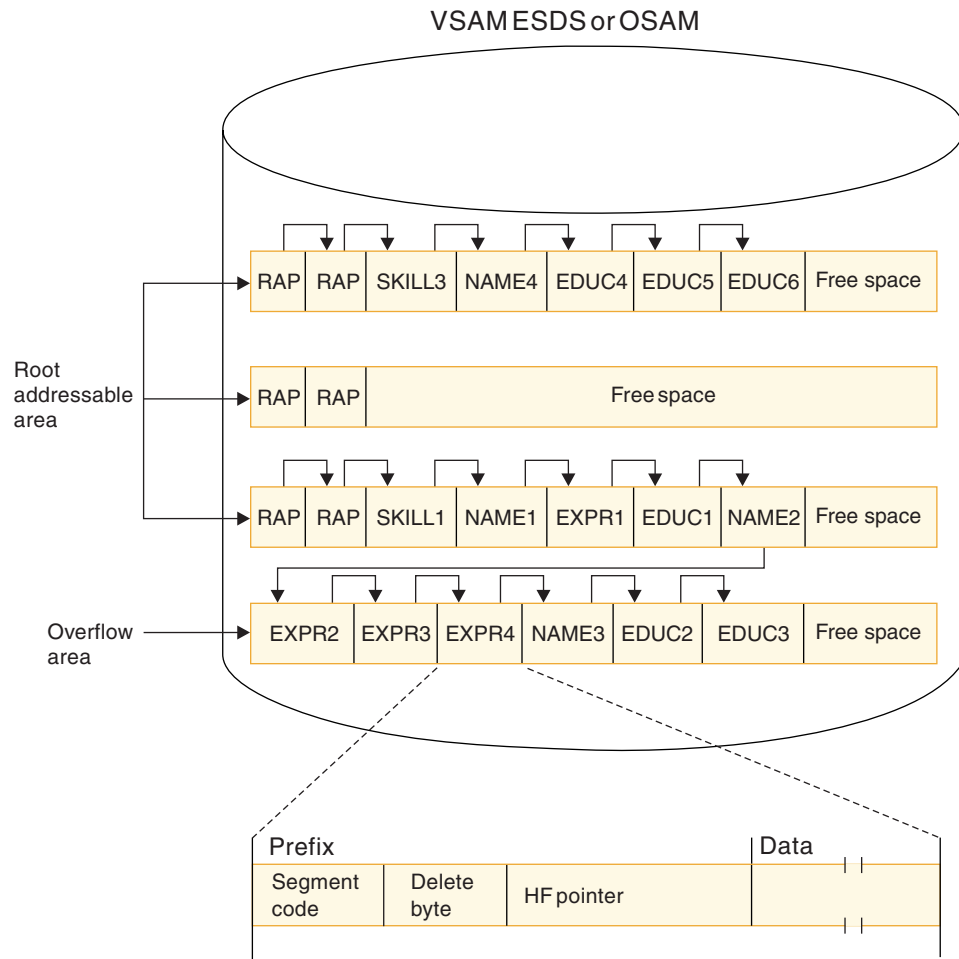 VSAM ESDS or OSAM
RAP RAP SKILL3 NAME4 EDUC4 EDUC5 EDUC6 Free space
Root
addressable
area
RAP RAP Free space
RAP RAP SKILL1 NAME1 EXPR1 EDUC1 NAME2 Free space
Overflow
area
EXPR2 EXPR3 EXPR4 NAME3 EDUC2 EDUC3 Free space
Prefix Data
Segment
code
Delete
byte
HF pointer